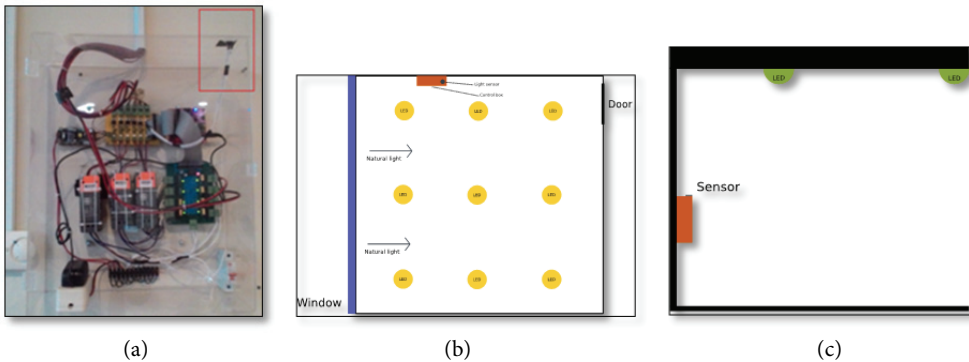 7
Light sensor
Control box
LED LED LED
Door
Natural light
LED LED LED
Natural light
LED LED LED
Window
LED LED
Sensor
(a) (b) (c)